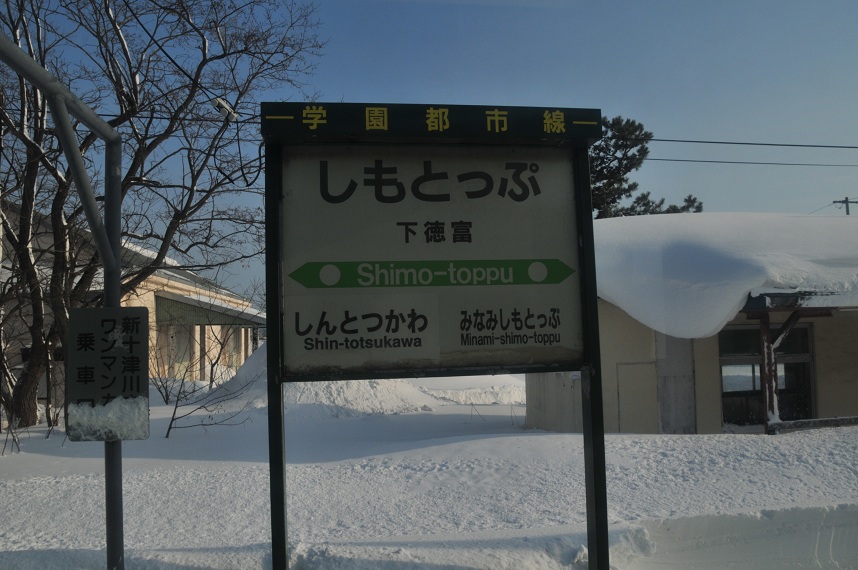 学園都市線
しもとっぷ
下徳富
Shimo-toppu
しんとつかわ
Shin-totsukawa
みなみしもとっぷ
Minami-shimo-toppu
新十津川
ワンマンカ
乗車